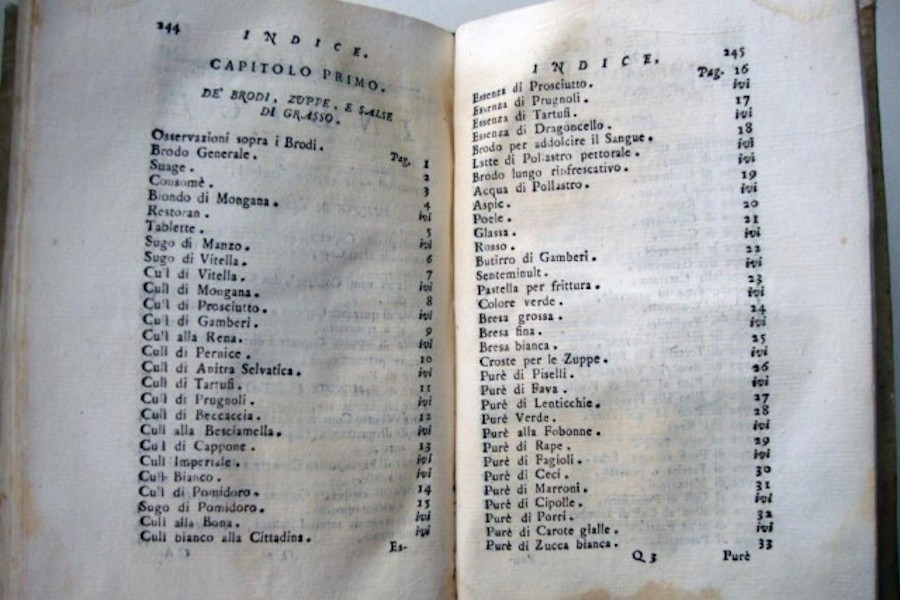 244
INDICE.
CAPITOLO PRIMO.
DE' BRODI, ZUPPE, E SALSE
DI GRASSO.
Osservazioni sopra i Brodi. Pag. 1
Brodo Generale. 2
Suage. 3
Consomè. 4
Biondo di Mongana. ivi
Restoran. 5
Tablette. ivi
Sugo di Manzo. 6
Sugo di Vitella. 7
Culì di Vitella. ivi
Culì di Mongana. 8
Culì di Prosciutto. ivi
Culì di Gamberi. 9
Culì alla Rena. ivi
Culì di Pernice. 10
Culì di Anitra Selvatica. ivi
Culì di Tartufi. 11
Culì di Prugnoli. ivi
Culì di Beccaccia. 12
Culì alla Besciamella. ivi
Culì di Cappone. 13
Culì Imperiale. ivi
Culì Bianco. ivi
Culì di Pomidoro. 14
Sugo di Pomidoro. 15
Culì alla Bona. ivi
Culì bianco alla Cittadina. ivi
Es-
INDICE. 245
Essenza di Prosciutto. Pag. 16
Essenza di Prugnoli. ivi
Essenza di Tartufi. 17
Essenza di Dragoncello. ivi
Brodo per addolcire il Sangue. 18
Latte di Pollastro pettorale. ivi
Brodo lungo rinfrescativo. ivi
Acqua di Pollastro. 19
Aspic. ivi
Poele. 20
Glassa. 21
Rosso. ivi
Butirro di Gamberi. 22
Senteminult. ivi
Pastella per frittura. 23
Colore verde. ivi
Bresa grossa. 24
Bresa fina. ivi
Bresa bianca. 25
Croste per le Zuppe. ivi
Purè di Piselli. 26
Purè di Fava. ivi
Purè di Lenticchie. 27
Purè Verde. 28
Purè alla Fobonne. ivi
Purè di Rape. 29
Purè di Fagioli. ivi
Purè di Ceci. 30
Purè di Marroni. 31
Purè di Cipolle. ivi
Purè di Porri. 32
Purè di Carote gialle. ivi
Purè di Zucca bianca. 33
Q 3 Purè